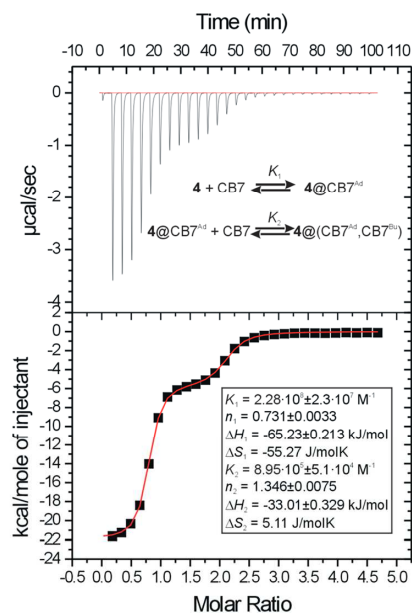 Time (min)
-10 0 10 20 30 40 50 60 70 80 90 100 110
0
-1
-2
-3
-4
µcal/sec
K₁
4 + CB7 ⇌ 4@CB7ᴬᵈ
K₂
4@CB7ᴬᵈ + CB7 ⇌ 4@(CB7ᴬᵈ,CB7ᴮᵘ)
2
0
-2
-4
-6
-8
-10
-12
-14
-16
-18
-20
-22
kcal/mole of injectant
K₁ = 2.28·10⁸±2.3·10⁷ M⁻¹
n₁ = 0.731±0.0033
ΔH₁ = -65.23±0.213 kJ/mol
ΔS₁ = -55.27 J/molK
K₂ = 8.95·10⁵±5.1·10⁴ M⁻¹
n₂ = 1.346±0.0075
ΔH₂ = -33.01±0.329 kJ/mol
ΔS₂ = 5.11 J/molK
-0.5 0.0 0.5 1.0 1.5 2.0 2.5 3.0 3.5 4.0 4.5 5.0
Molar Ratio